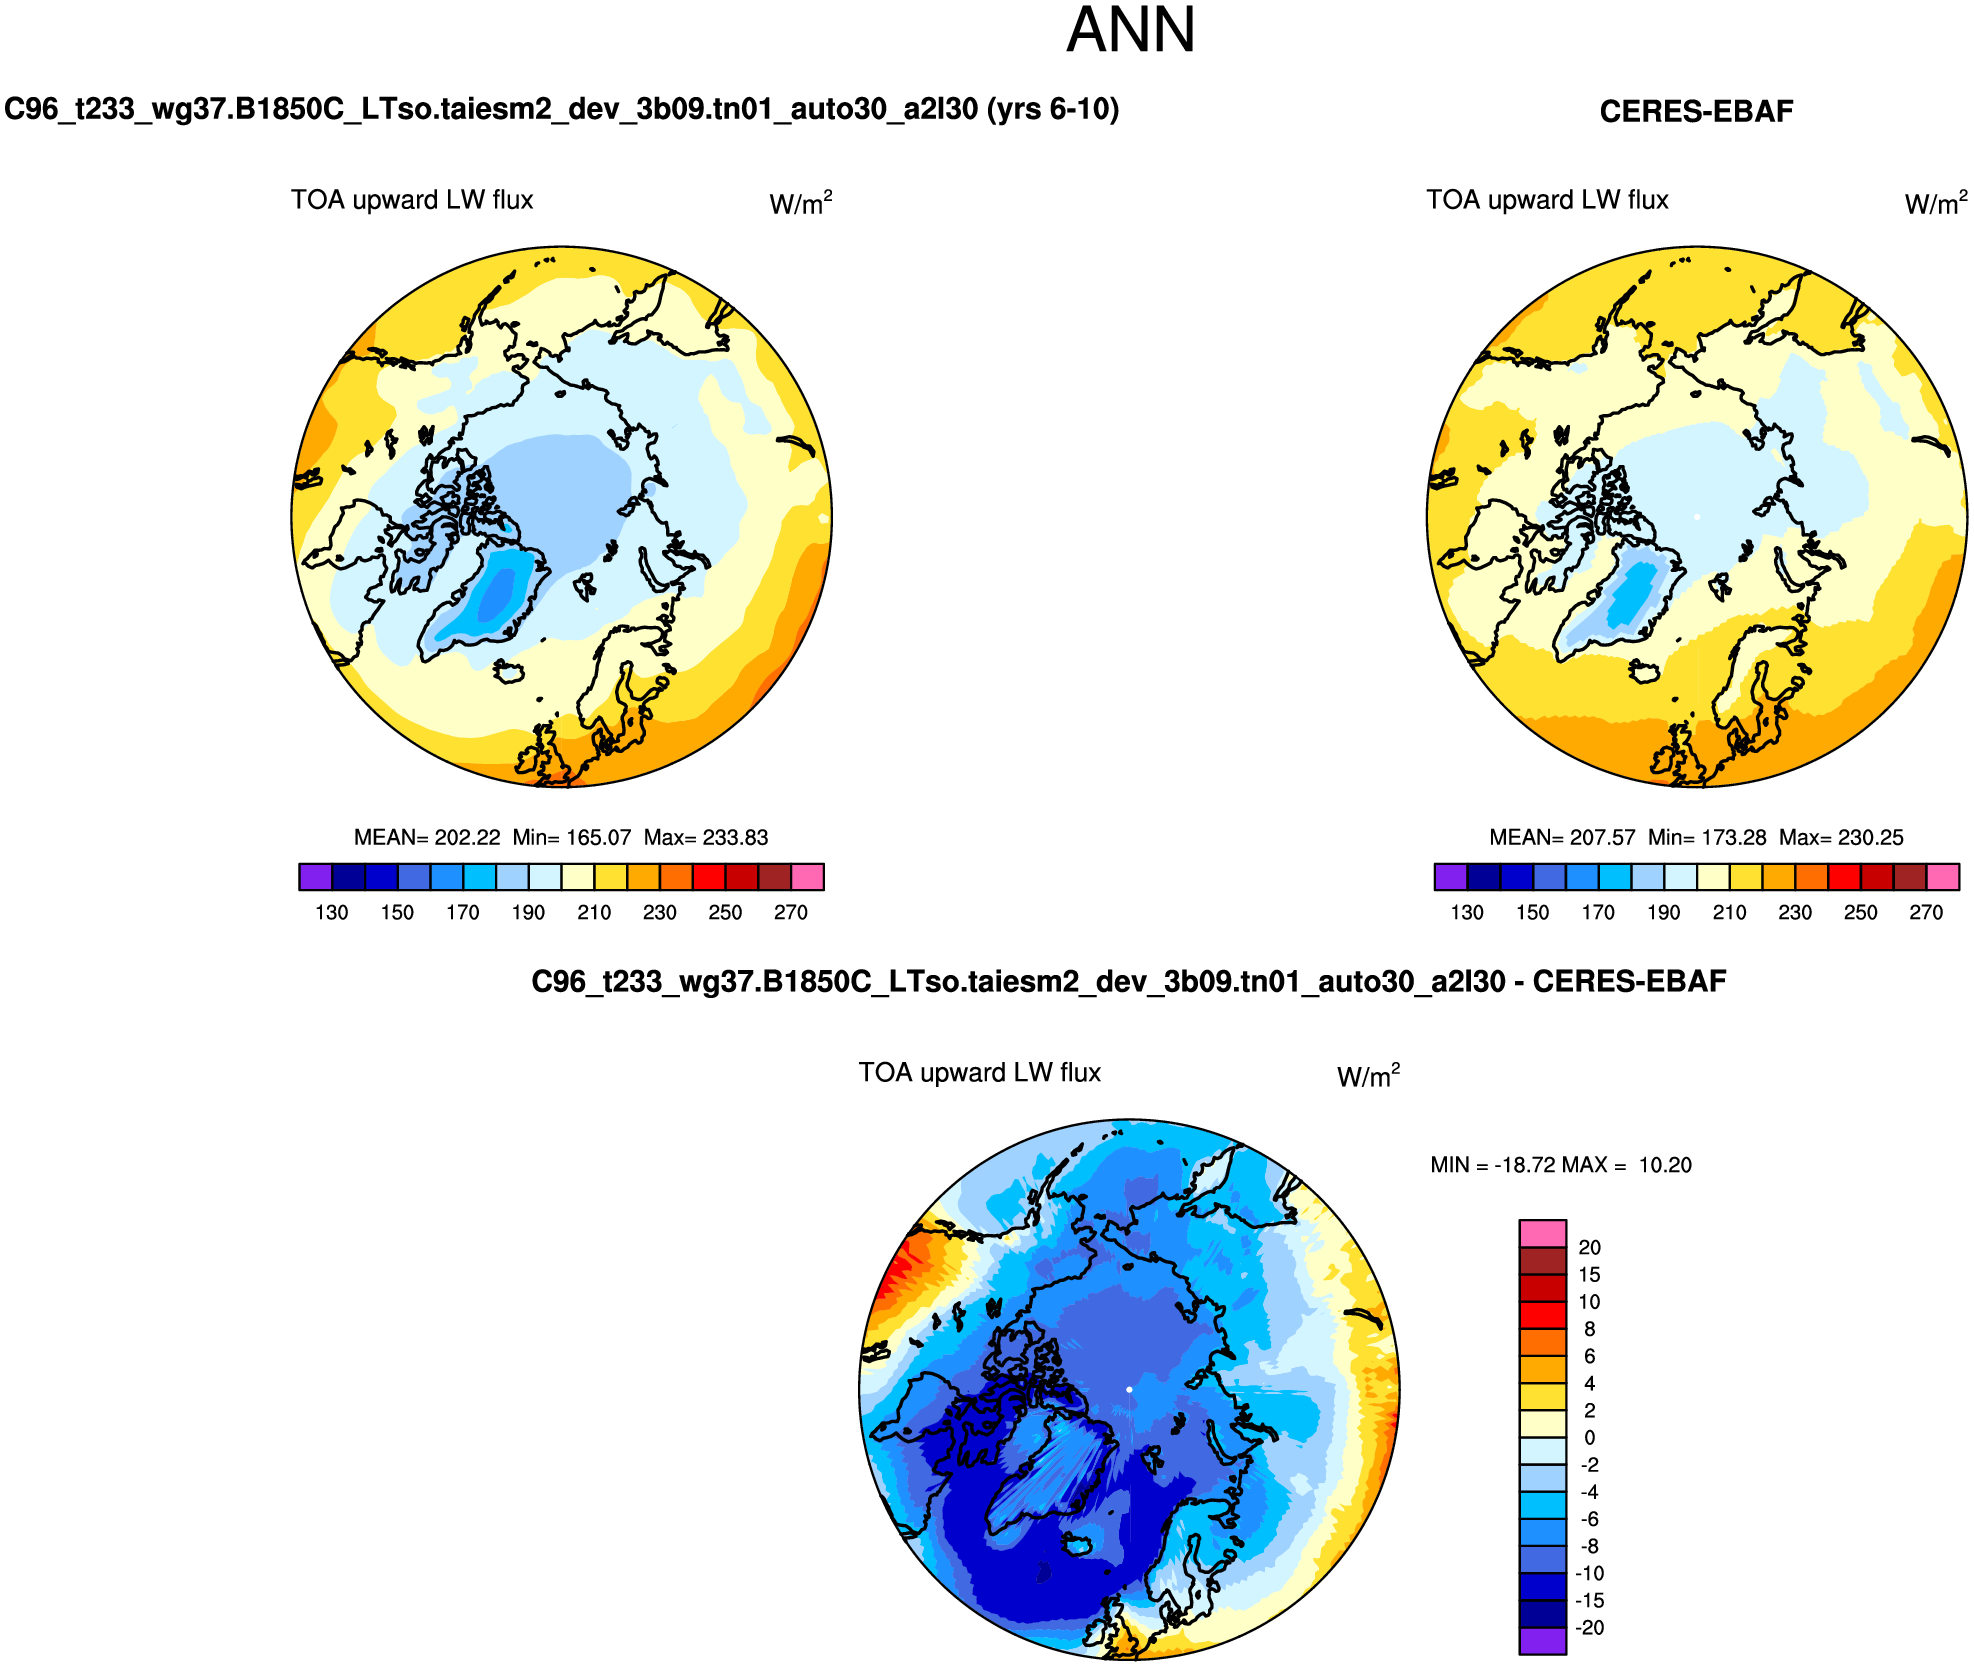 ANN
C96_t233_wg37.B1850C_LTso.taiesm2_dev_3b09.tn01_auto30_a2l30 (yrs 6-10)
CERES-EBAF
TOA upward LW flux W/m²
TOA upward LW flux W/m²
MEAN= 202.22 Min= 165.07 Max= 233.83
MEAN= 207.57 Min= 173.28 Max= 230.25
130 150 170 190 210 230 250 270
130 150 170 190 210 230 250 270
C96_t233_wg37.B1850C_LTso.taiesm2_dev_3b09.tn01_auto30_a2l30 - CERES-EBAF
TOA upward LW flux W/m²
MIN = -18.72 MAX = 10.20
20
15
10
8
6
4
2
0
-2
-4
-6
-8
-10
-15
-20